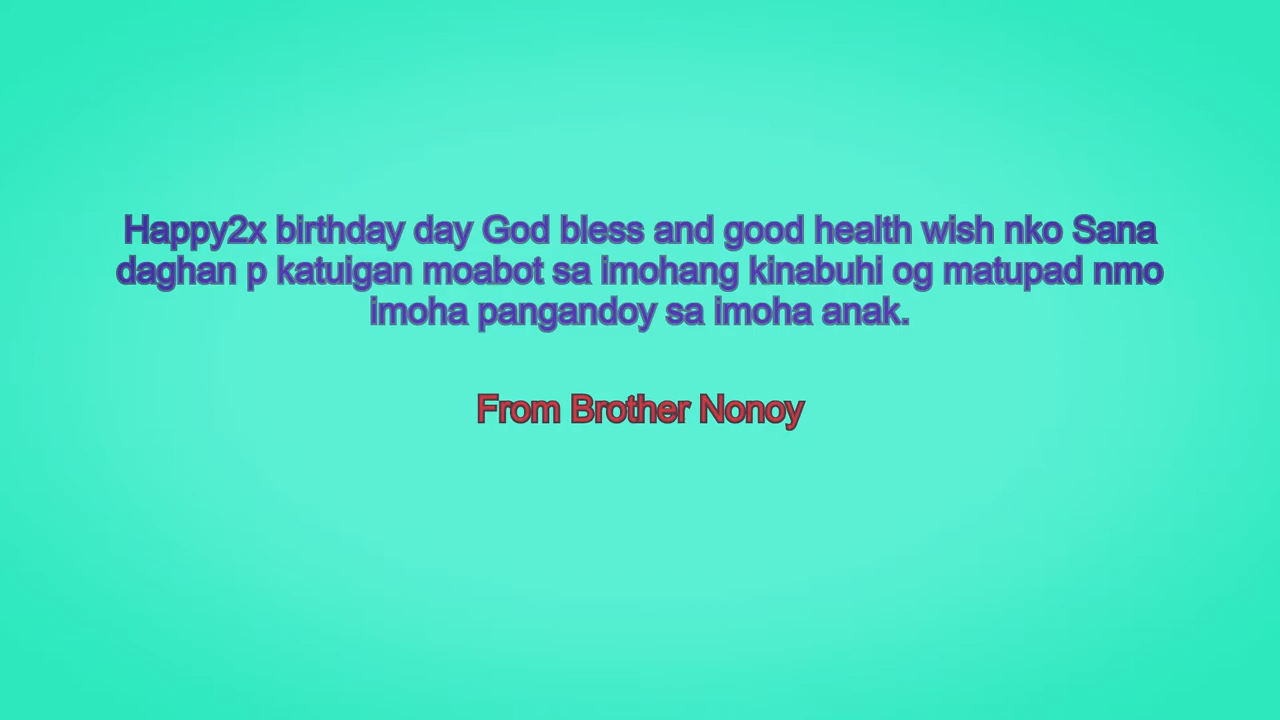 Happy2x birthday day God bless and good health wish nko Sana
daghan p katuigan moabot sa imohang kinabuhi og matupad nmo
imoha pangandoy sa imoha anak.
From Brother Nonoy